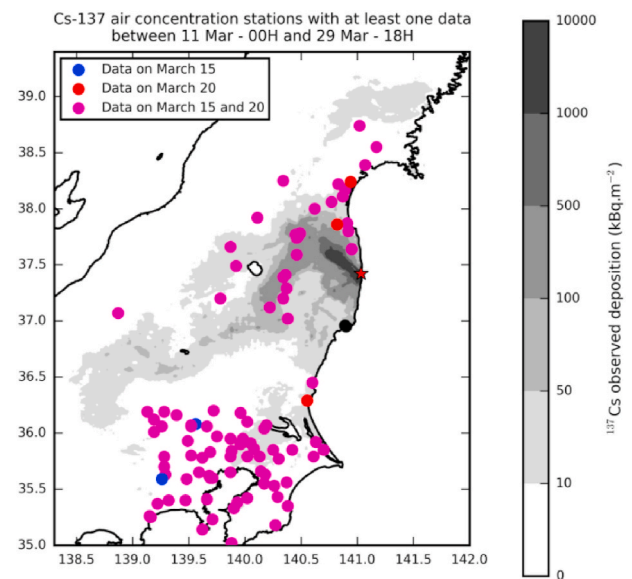 Cs-137 air concentration stations with at least one data
between 11 Mar - 00H and 29 Mar - 18H
Data on March 15
Data on March 20
Data on March 15 and 20
39.0
38.5
38.0
37.5
37.0
36.5
36.0
35.5
35.0
138.5 139.0 139.5 140.0 140.5 141.0 141.5 142.0
10000
1000
500
100
50
10
0
¹³⁷Cs observed deposition (kBq.m⁻²)